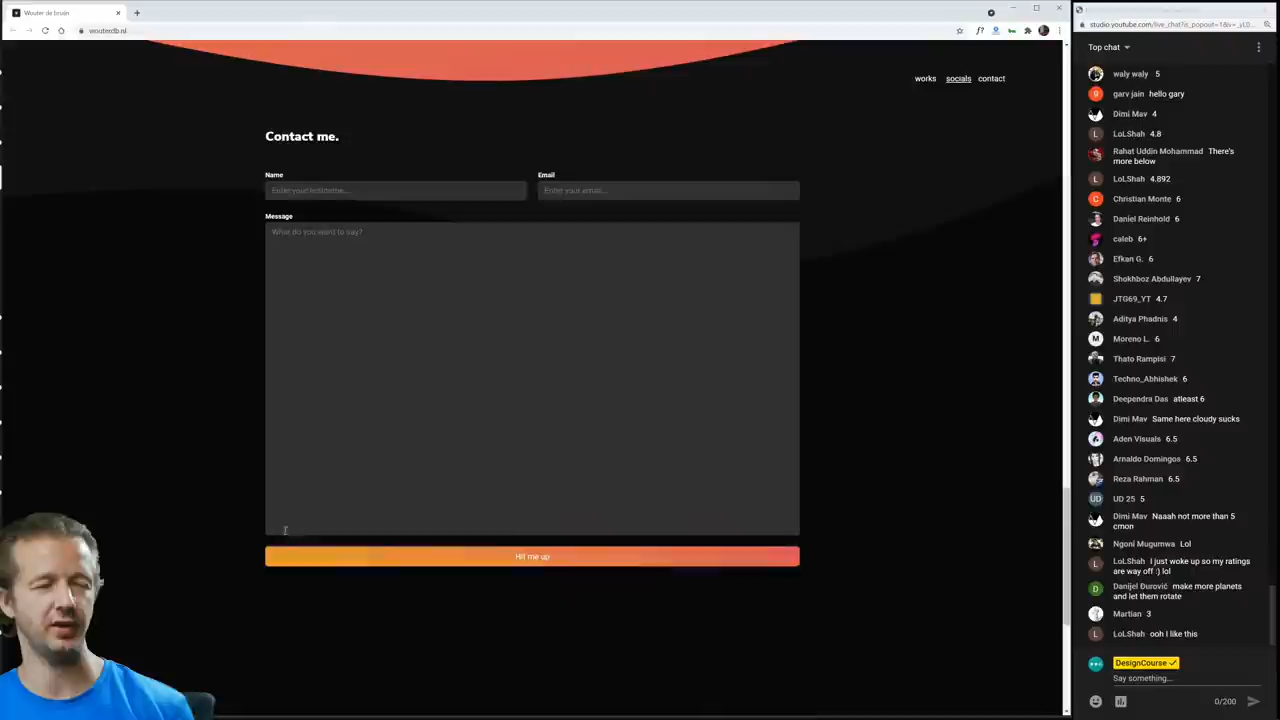 Wouter de bruin
wouterdb.nl
works socials contact
Contact me.
Name
Email
Enter your email...
Message
What do you want to say?
Hit me up
studio.youtube.com/live_chat?is_popout=1&v=
Top chat
waly waly 5
garv jain hello gary
Dimi Mav 4
LoLShah 4.8
Rahat Uddin Mohammad There's
more below
LoLShah 4.892
Christian Monte 6
Daniel Reinhold 6
caleb 6+
Efkan G. 6
Shokhboz Abdullayev 7
JTG69_YT 4.7
Aditya Phadnis 4
Moreno L. 6
Thato Rampisi 7
Techno_Abhishek 6
Deependra Das atleast 6
Dimi Mav Same here cloudy sucks
Aden Visuals 6.5
Arnaldo Domingos 6.5
Reza Rahman 6.5
UD 25 5
Dimi Mav Naaah not more than 5
cmon
Ngoni Mugumwa Lol
LoLShah I just woke up so my ratings
are way off :) lol
Danijel Đurović make more planets
and let them rotate
Martian 3
LoLShah ooh I like this
DesignCourse
Say something...
0/200